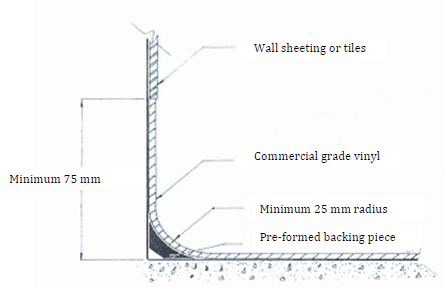 Wall sheeting or tiles
Commercial grade vinyl
Minimum 75 mm
Minimum 25 mm radius
Pre-formed backing piece